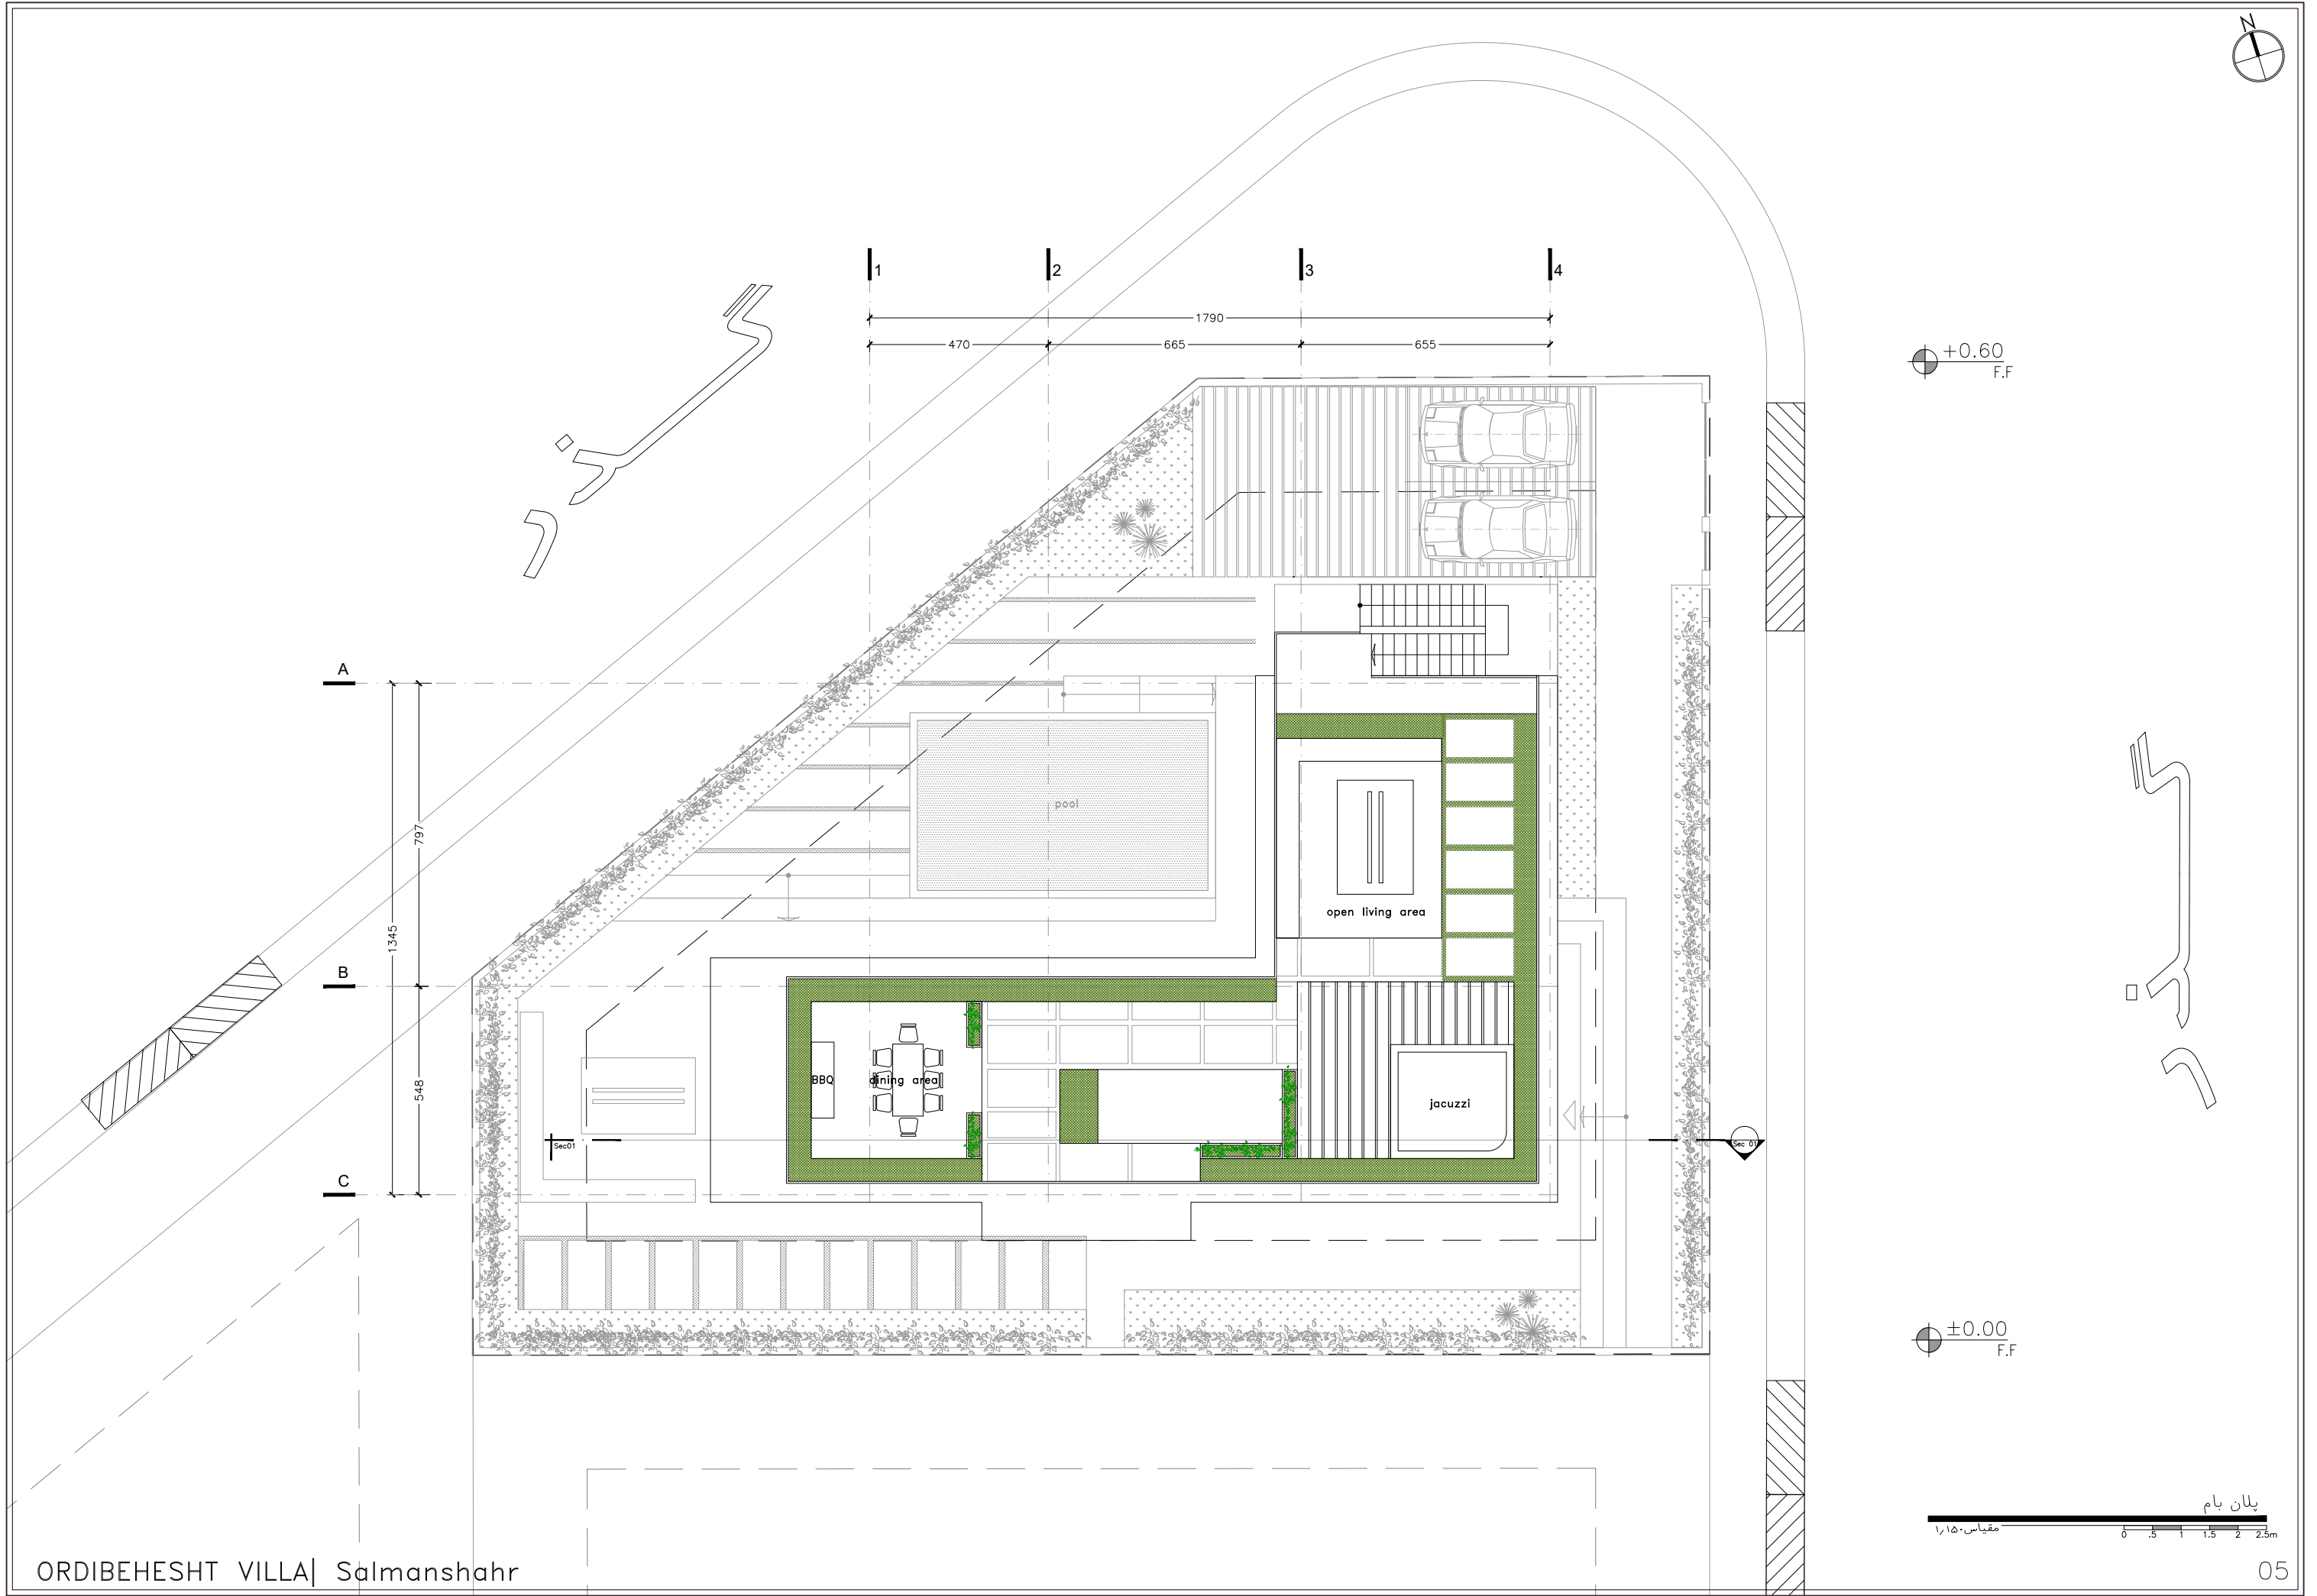 N
1
2
3
4
1790
470
665
655
+0.60
F.F
گذر ۱
A
797
pool
1345
open living area
B
گذر ۱
BBQ
dining area
548
jacuzzi
Sec01
Sec 01
C
±0.00
F.F
پلان بام
مقیاس: ۱/۱۵۰
0 .5 1 1.5 2 2.5m
ORDIBEHESHT VILLA| Salmanshahr
05